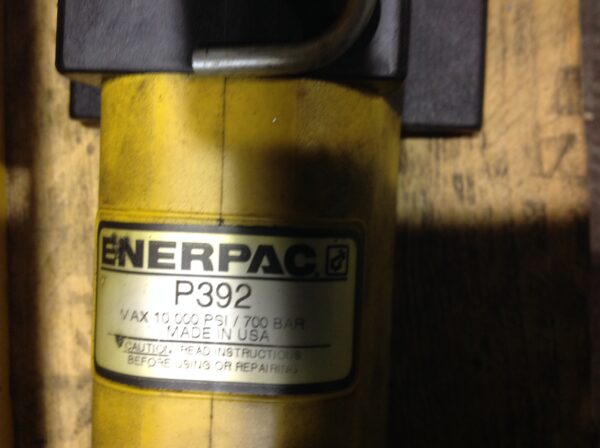 ENERPAC
P392
MAX 10,000 PSI / 700 BAR
MADE IN USA
CAUTION: READ INSTRUCTIONS
BEFORE USING OR REPAIRING